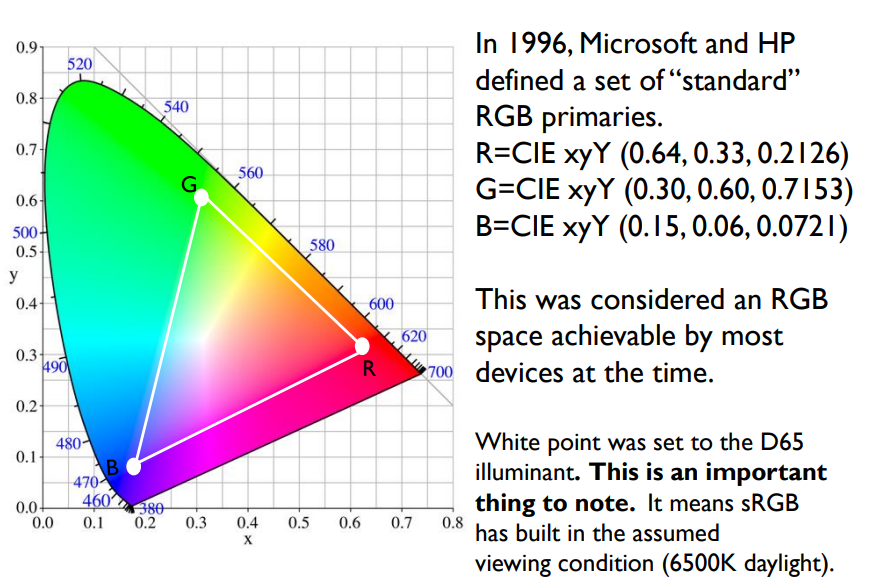 In 1996, Microsoft and HP
defined a set of “standard”
RGB primaries.
R=CIE xyY (0.64, 0.33, 0.2126)
G=CIE xyY (0.30, 0.60, 0.7153)
B=CIE xyY (0.15, 0.06, 0.0721)
This was considered an RGB
space achievable by most
devices at the time.
White point was set to the D65
illuminant. This is an important
thing to note. It means sRGB
has built in the assumed
viewing condition (6500K daylight).
0.9
0.8
0.7
0.6
0.5
y
0.4
0.3
0.2
0.1
0.0
0.0 0.1 0.2 0.3 0.4 0.5 0.6 0.7 0.8
x
520
540
560
580
600
620
700
500
490
480
470
460
380
G
R
B